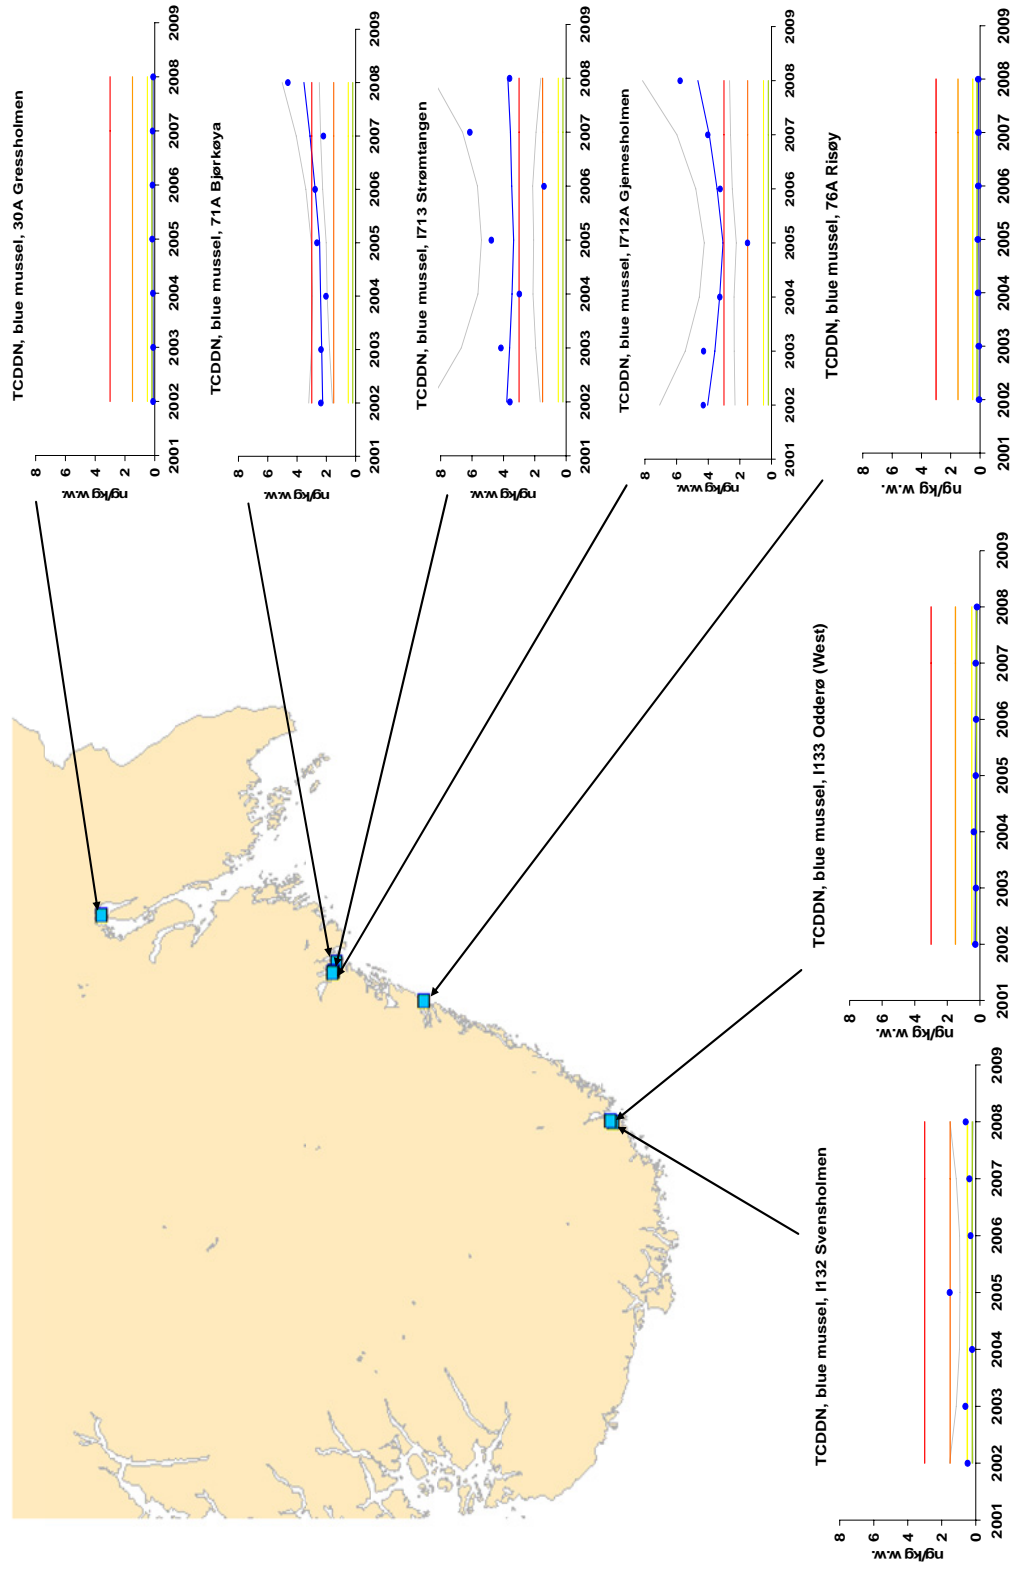 TCDDN, blue mussel, 30A Gressholmen
ng/kg w.w.
8
6
4
2
0
2001 2002 2003 2004 2005 2006 2007 2008 2009
TCDDN, blue mussel, 71A Bjørkøya
ng/kg w.w.
8
6
4
2
0
2001 2002 2003 2004 2005 2006 2007 2008 2009
TCDDN, blue mussel, I713 Strømtangen
ng/kg w.w.
8
6
4
2
0
2001 2002 2003 2004 2005 2006 2007 2008 2009
TCDDN, blue mussel, I712A Gjemesholmen
ng/kg w.w.
8
6
4
2
0
2001 2002 2003 2004 2005 2006 2007 2008 2009
TCDDN, blue mussel, 76A Risøy
ng/kg w.w.
8
6
4
2
0
2001 2002 2003 2004 2005 2006 2007 2008 2009
TCDDN, blue mussel, I133 Odderø (West)
ng/kg w.w.
8
6
4
2
0
2001 2002 2003 2004 2005 2006 2007 2008 2009
TCDDN, blue mussel, I132 Svensholmen
ng/kg w.w.
8
6
4
2
0
2001 2002 2003 2004 2005 2006 2007 2008 2009